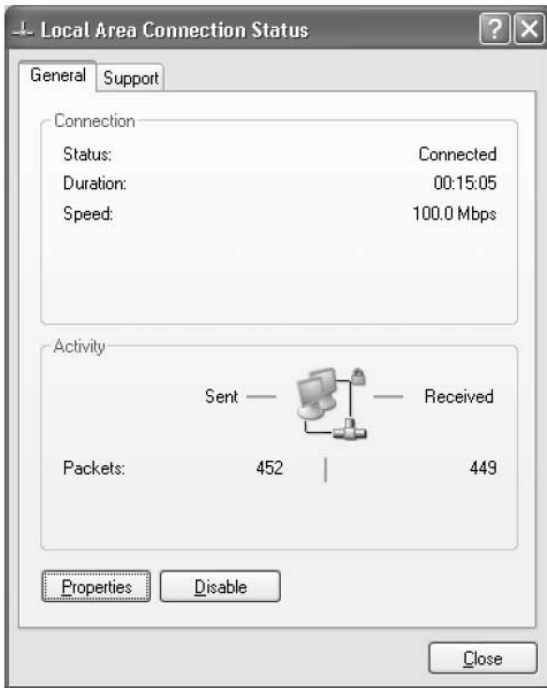 Local Area Connection Status
General Support
Connection
Status: Connected
Duration: 00:15:05
Speed: 100.0 Mbps
Activity
Sent Received
Packets: 452 449
Properties Disable
Close